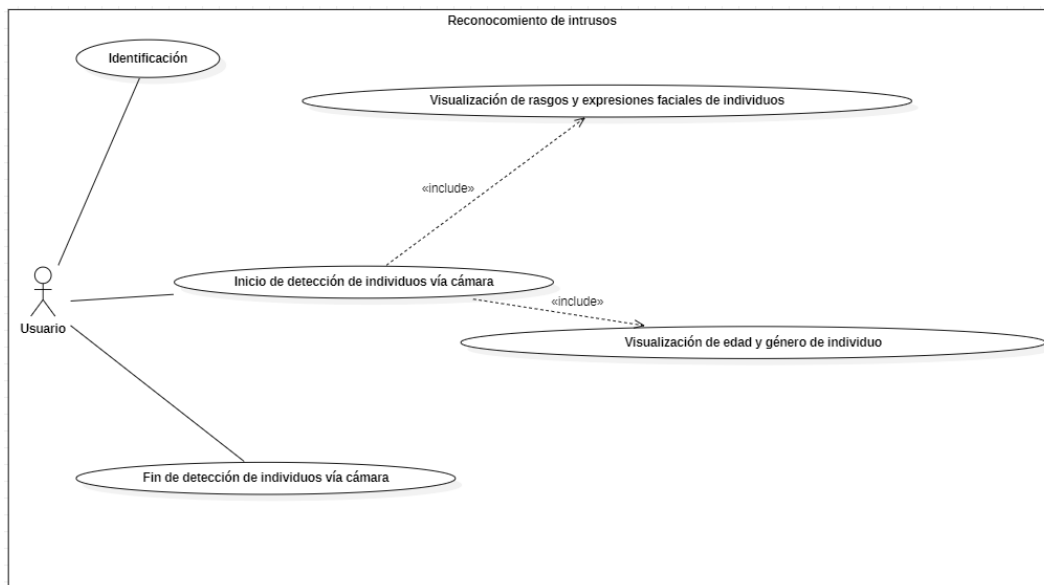 Reconocomiento de intrusos
Identificación
Visualización de rasgos y expresiones faciales de individuos
«include»
Inicio de detección de individuos vía cámara
«include»
Usuario
Visualización de edad y género de individuo
Fin de detección de individuos vía cámara